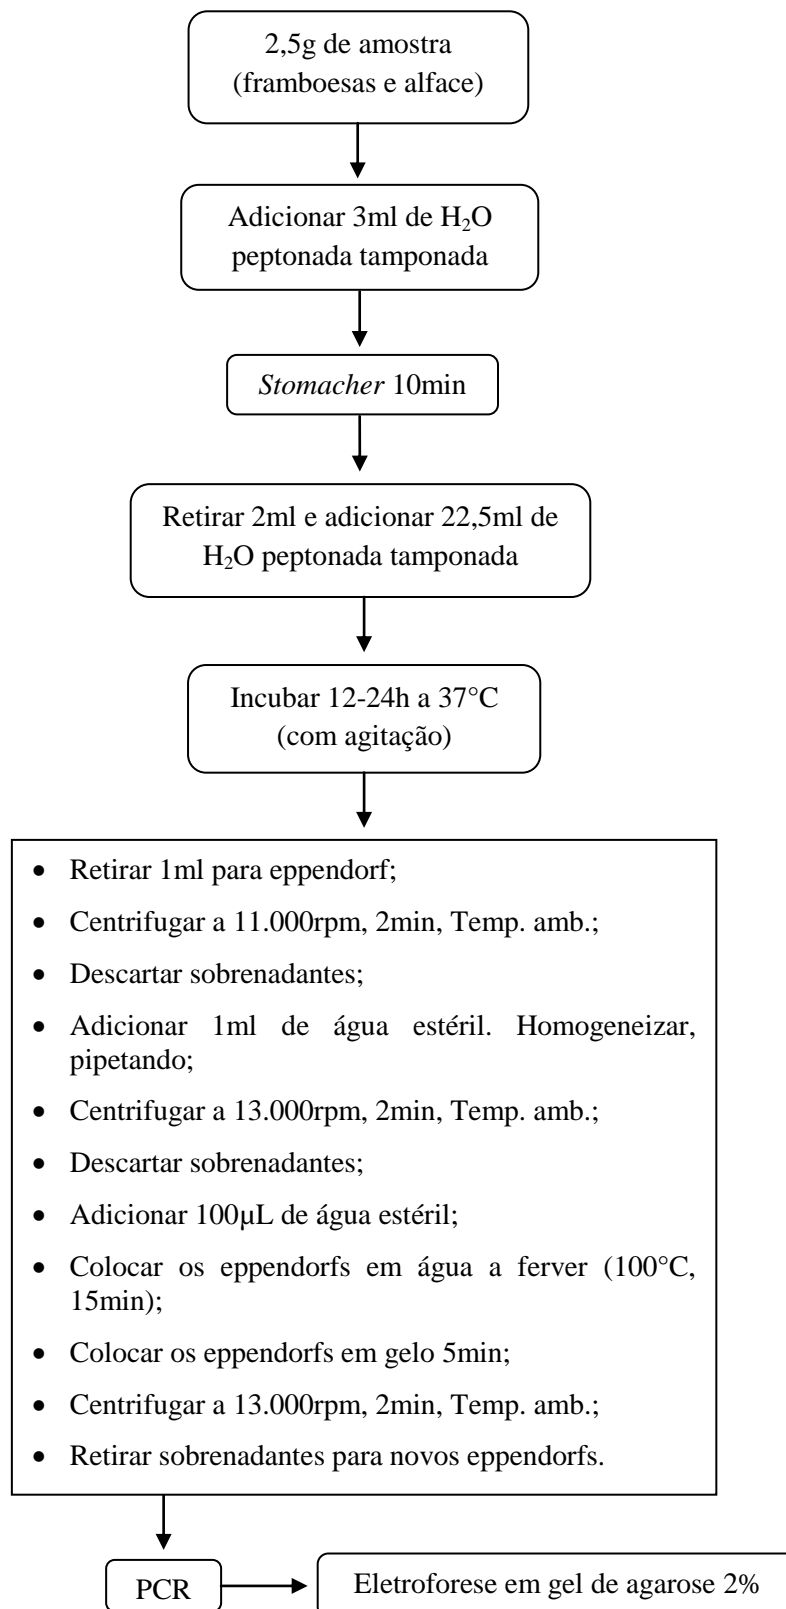 2,5g de amostra
(framboesas e alface)
Adicionar 3ml de H₂O
peptonada tamponada
Stomacher 10min
Retirar 2ml e adicionar 22,5ml de
H₂O peptonada tamponada
Incubar 12-24h a 37°C
(com agitação)
• Retirar 1ml para eppendorf;
• Centrifugar a 11.000rpm, 2min, Temp. amb.;
• Descartar sobrenadantes;
• Adicionar 1ml de água estéril. Homogeneizar,
pipetando;
• Centrifugar a 13.000rpm, 2min, Temp. amb.;
• Descartar sobrenadantes;
• Adicionar 100µL de água estéril;
• Colocar os eppendorfs em água a ferver (100°C,
15min);
• Colocar os eppendorfs em gelo 5min;
• Centrifugar a 13.000rpm, 2min, Temp. amb.;
• Retirar sobrenadantes para novos eppendorfs.
PCR
Eletroforese em gel de agarose 2%